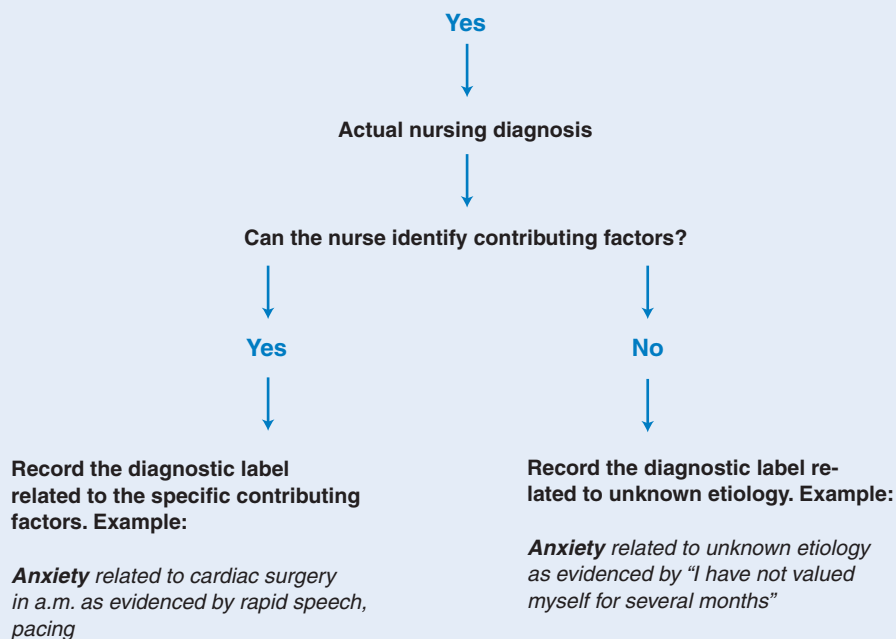 Yes
Actual nursing diagnosis
Can the nurse identify contributing factors?
Yes
No
Record the diagnostic label
related to the specific contributing
factors. Example:
Anxiety related to cardiac surgery
in a.m. as evidenced by rapid speech,
pacing
Record the diagnostic label re-
lated to unknown etiology. Example:
Anxiety related to unknown etiology
as evidenced by “I have not valued
myself for several months”